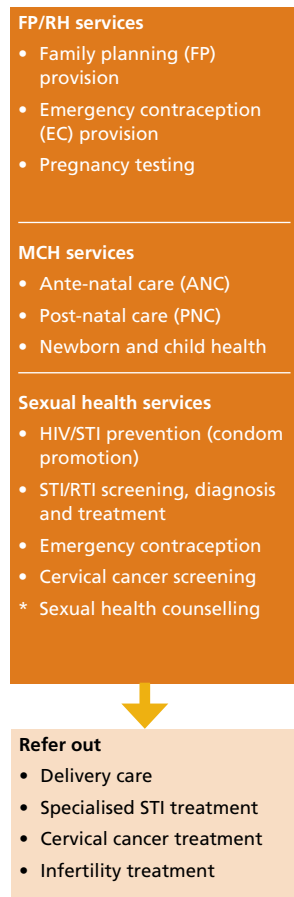 FP/RH services
• Family planning (FP)
provision
• Emergency contraception
(EC) provision
• Pregnancy testing
MCH services
• Ante-natal care (ANC)
• Post-natal care (PNC)
• Newborn and child health
Sexual health services
• HIV/STI prevention (condom
promotion)
• STI/RTI screening, diagnosis
and treatment
• Emergency contraception
• Cervical cancer screening
* Sexual health counselling
Refer out
• Delivery care
• Specialised STI treatment
• Cervical cancer treatment
• Infertility treatment